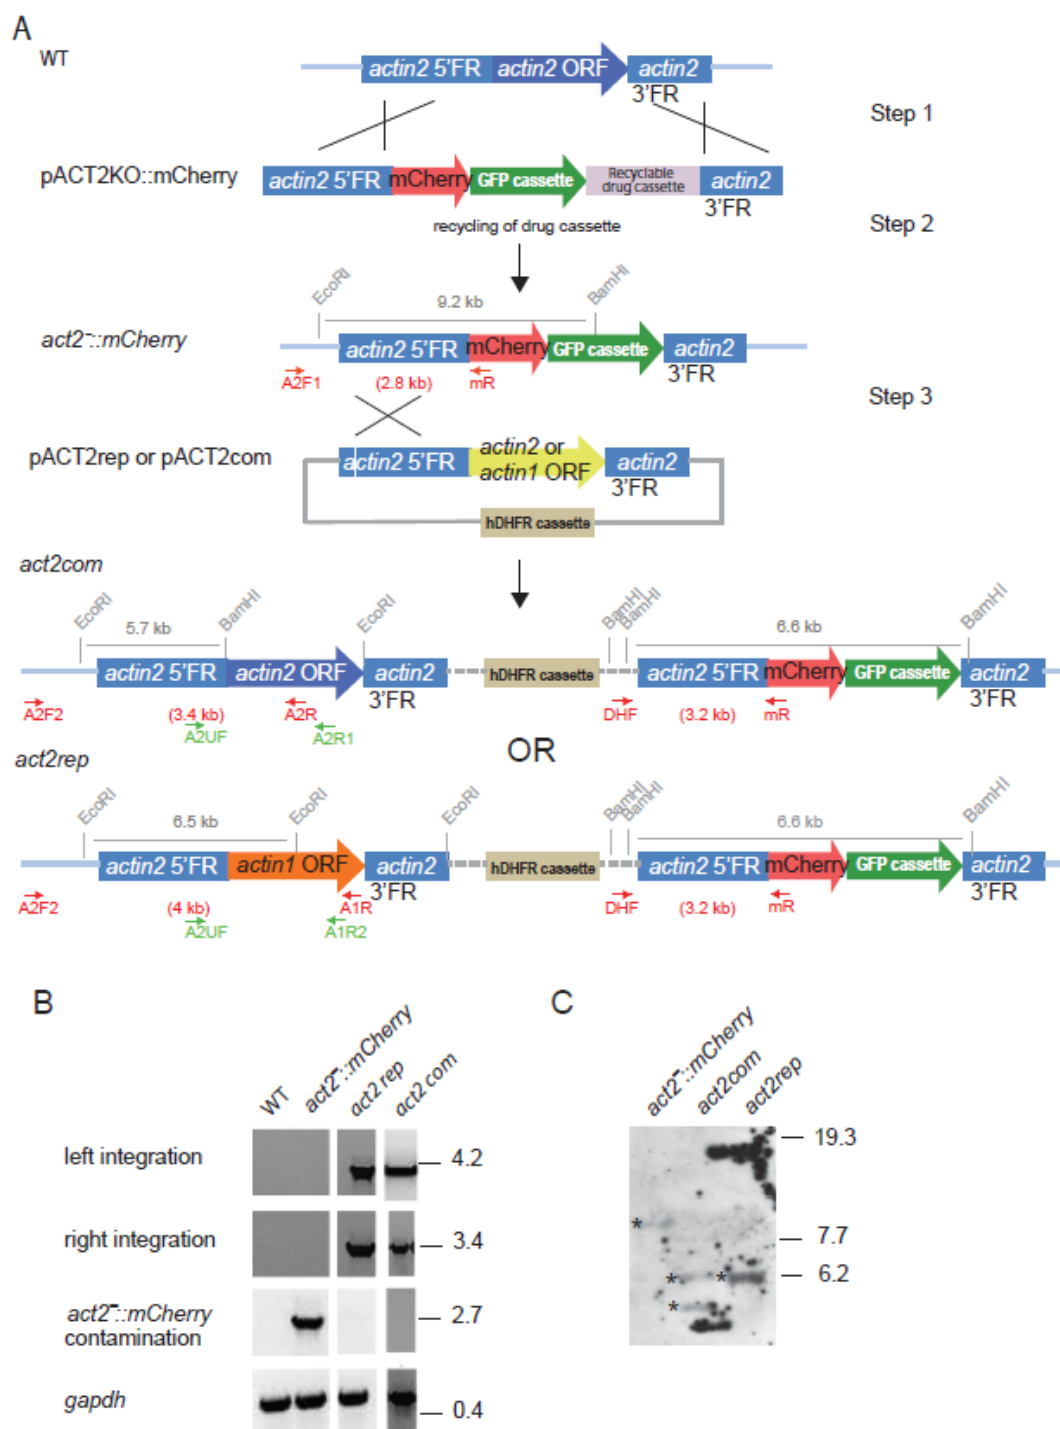 A
WT
actin2 5'FR
actin2 ORF
actin2
3'FR
Step 1
pACT2KO::mCherry
actin2 5'FR
mCherry
GFP cassette
Recyclable
drug cassette
actin2
3'FR
recycling of drug cassette
Step 2
EcoRI
9.2 kb
BamHI
act2-::mCherry
actin2 5'FR
mCherry
GFP cassette
actin2
3'FR
A2F1
(2.8 kb)
mR
Step 3
pACT2rep or pACT2com
actin2 5'FR
actin2 or
actin1 ORF
actin2
3'FR
hDHFR cassette
act2com
EcoRI
5.7 kb
BamHI
EcoRI
BamHI
BamHI
6.6 kb
BamHI
actin2 5'FR
actin2 ORF
actin2
3'FR
hDHFR cassette
actin2 5'FR
mCherry
GFP cassette
actin2
3'FR
A2F2
(3.4 kb)
A2R
DHF
(3.2 kb)
mR
A2UF
A2R1
OR
act2rep
EcoRI
6.5 kb
EcoRI
EcoRI
BamHI
BamHI
6.6 kb
BamHI
actin2 5'FR
actin1 ORF
actin2
3'FR
hDHFR cassette
actin2 5'FR
mCherry
GFP cassette
actin2
3'FR
A2F2
(4 kb)
A1R
DHF
(3.2 kb)
mR
A2UF
A1R2
B
WT
act2-::mCherry
act2 rep
act2 com
left integration
4.2
right integration
3.4
act2-::mCherry
contamination
2.7
gapdh
0.4
C
act2-::mCherry
act2com
act2rep
19.3
*
7.7
* *
6.2
*